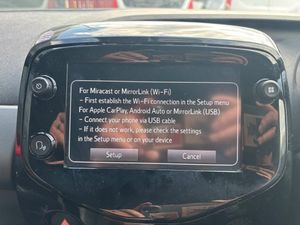 For Miracast or MirrorLink (Wi-Fi)
- First establish the Wi-Fi connection in the Setup menu
For Apple CarPlay, Android Auto or MirrorLink (USB)
- Connect your phone via USB cable
- If it does not work, please check the settings
in the Setup menu or on your device
Setup
Cancel